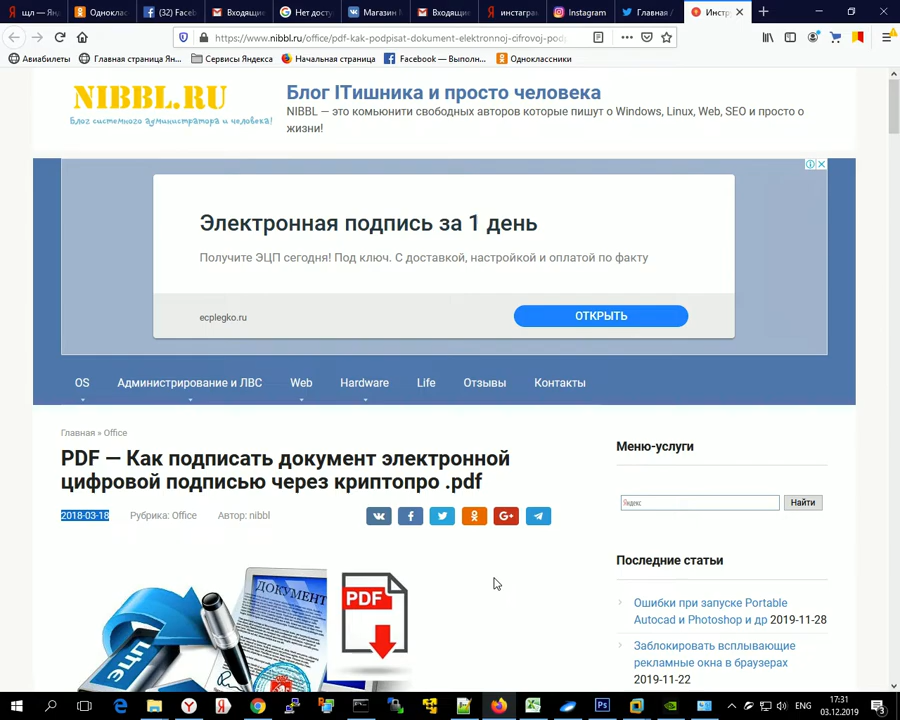 щл — Янд
Одноклас
(32) Faceb
Входящие
Нет досту
Магазин
Входящие
инстаграм
Instagram
Главная /
Инстру
https://www.nibbl.ru/office/pdf-kak-podpisat-dokument-elektronnoj-cifrovoj-podp
Авиабилеты
Главная страница Ян...
Сервисы Яндекса
Начальная страница
Facebook — Выполн...
Одноклассники
NIBBL.RU
Блог системного администратора и человека!
Блог IТишника и просто человека
NIBBL — это комьюнити свободных авторов которые пишут о Windows, Linux, Web, SEO и просто о
жизни!
Электронная подпись за 1 день
Получите ЭЦП сегодня! Под ключ. С доставкой, настройкой и оплатой по факту
ecplegko.ru
ОТКРЫТЬ
OS
Администрирование и ЛВС
Web
Hardware
Life
Отзывы
Контакты
Главная » Office
PDF — Как подписать документ электронной
цифровой подписью через криптопро .pdf
2018-03-18
Рубрика: Office
Автор: nibbl
G+
ДОКУМЕНТ
ЭЦП
PDF
Меню-услуги
Яндекс
Найти
Последние статьи
Ошибки при запуске Portable
Autocad и Photoshop и др 2019-11-28
Заблокировать всплывающие
рекламные окна в браузерах
2019-11-22
Ps
ENG
17:31
03.12.2019
3